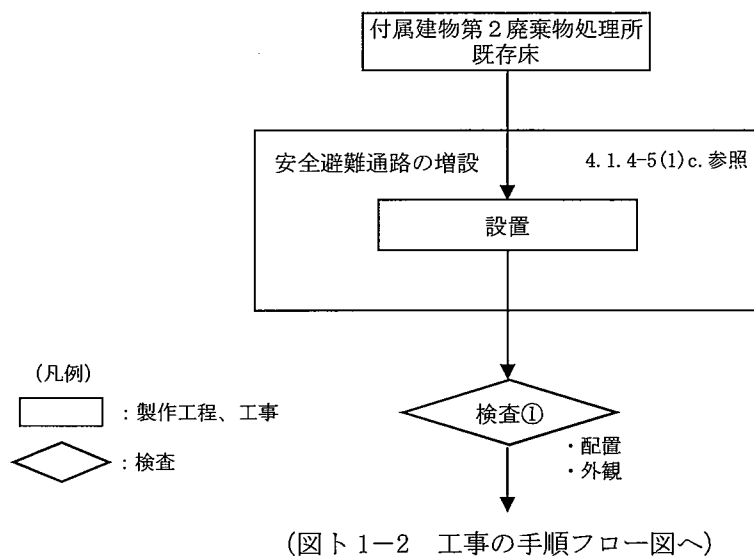 付属建物第２廃棄物処理所
既存床
安全避難通路の増設
4.1.4-5(1)c.参照
設置
(凡例)
：製作工程、工事
：検査
検査①
・配置
・外観
(図ト１－２　工事の手順フロー図へ)